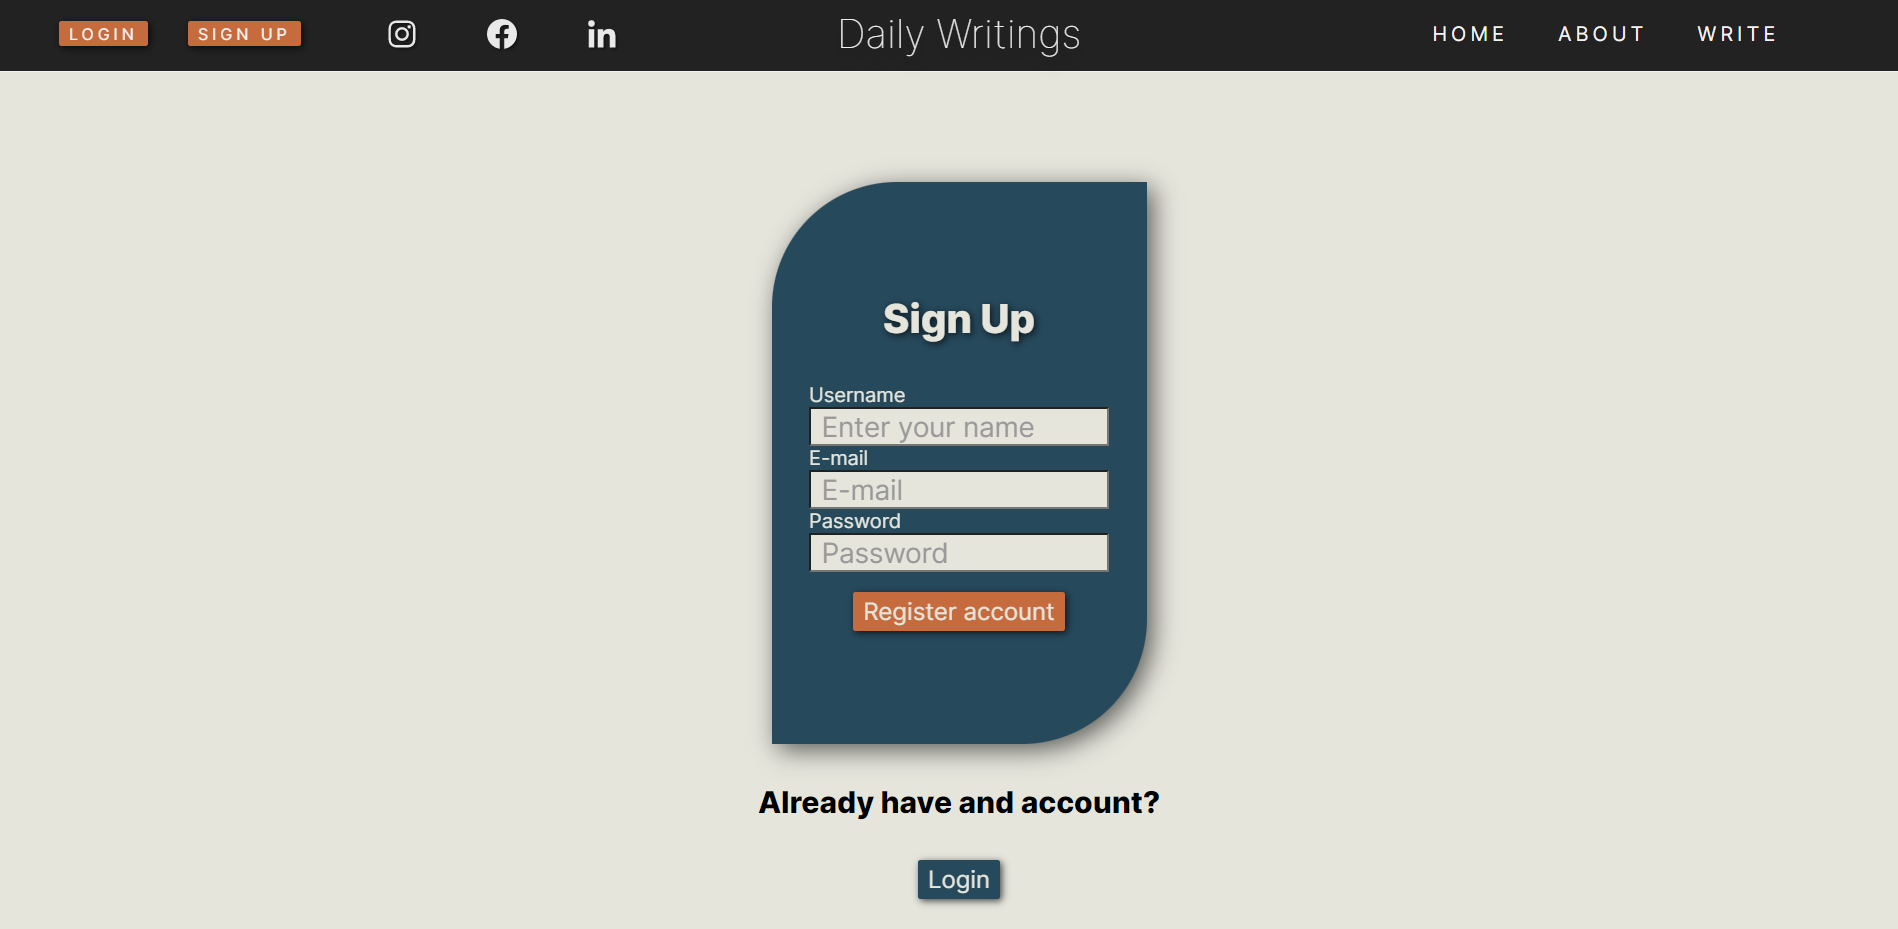 LOGIN SIGN UP Daily Writings HOME ABOUT WRITE
Sign Up
Username
Enter your name
E-mail
E-mail
Password
Password
Register account
Already have and account?
Login